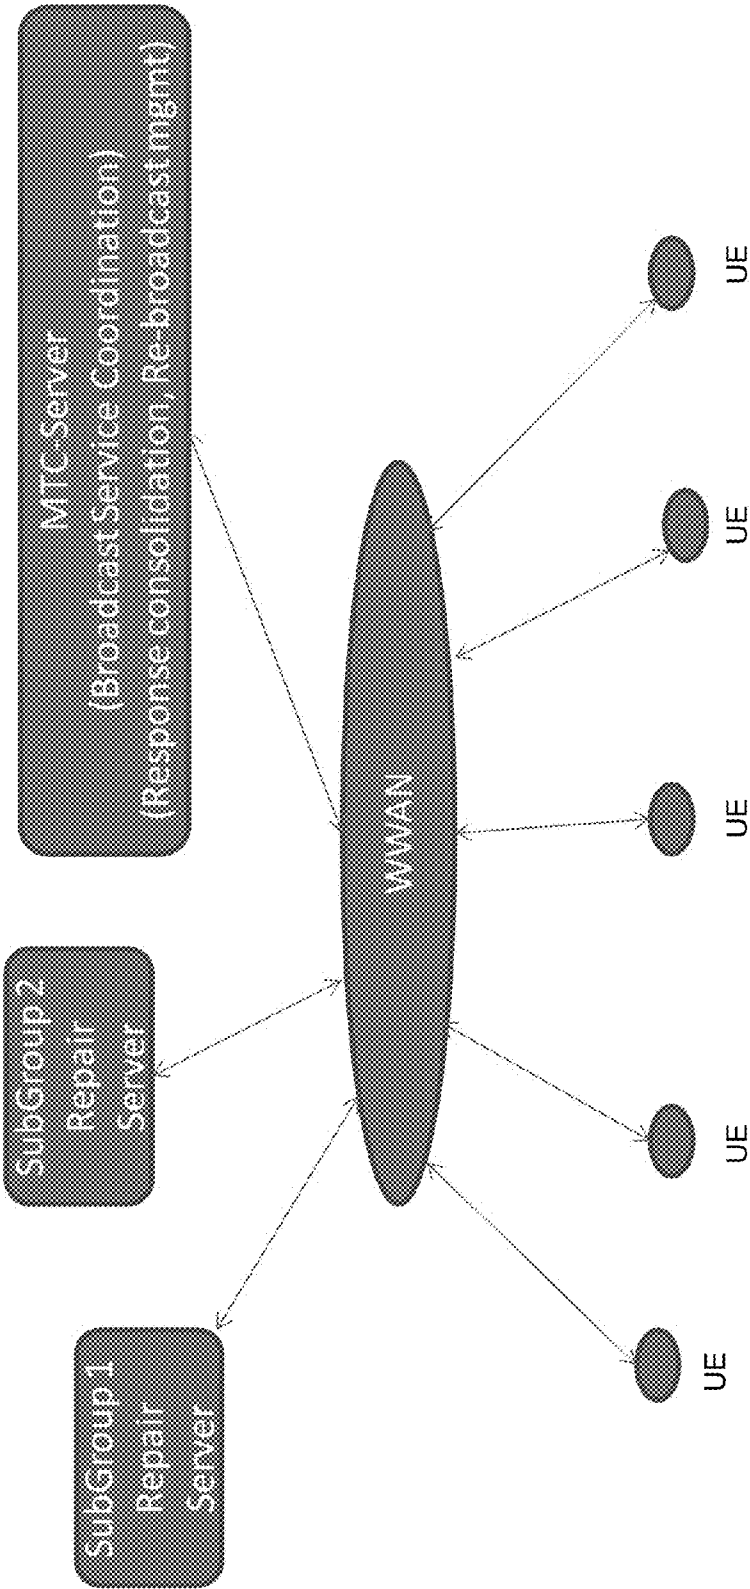 SubGroup 1
Repair
Server
SubGroup 2
Repair
Server
MTC-Server
(Broadcast Service Coordination)
(Response consolidation, Re-broadcast mgmt)
WWAN
UE
UE
UE
UE
UE